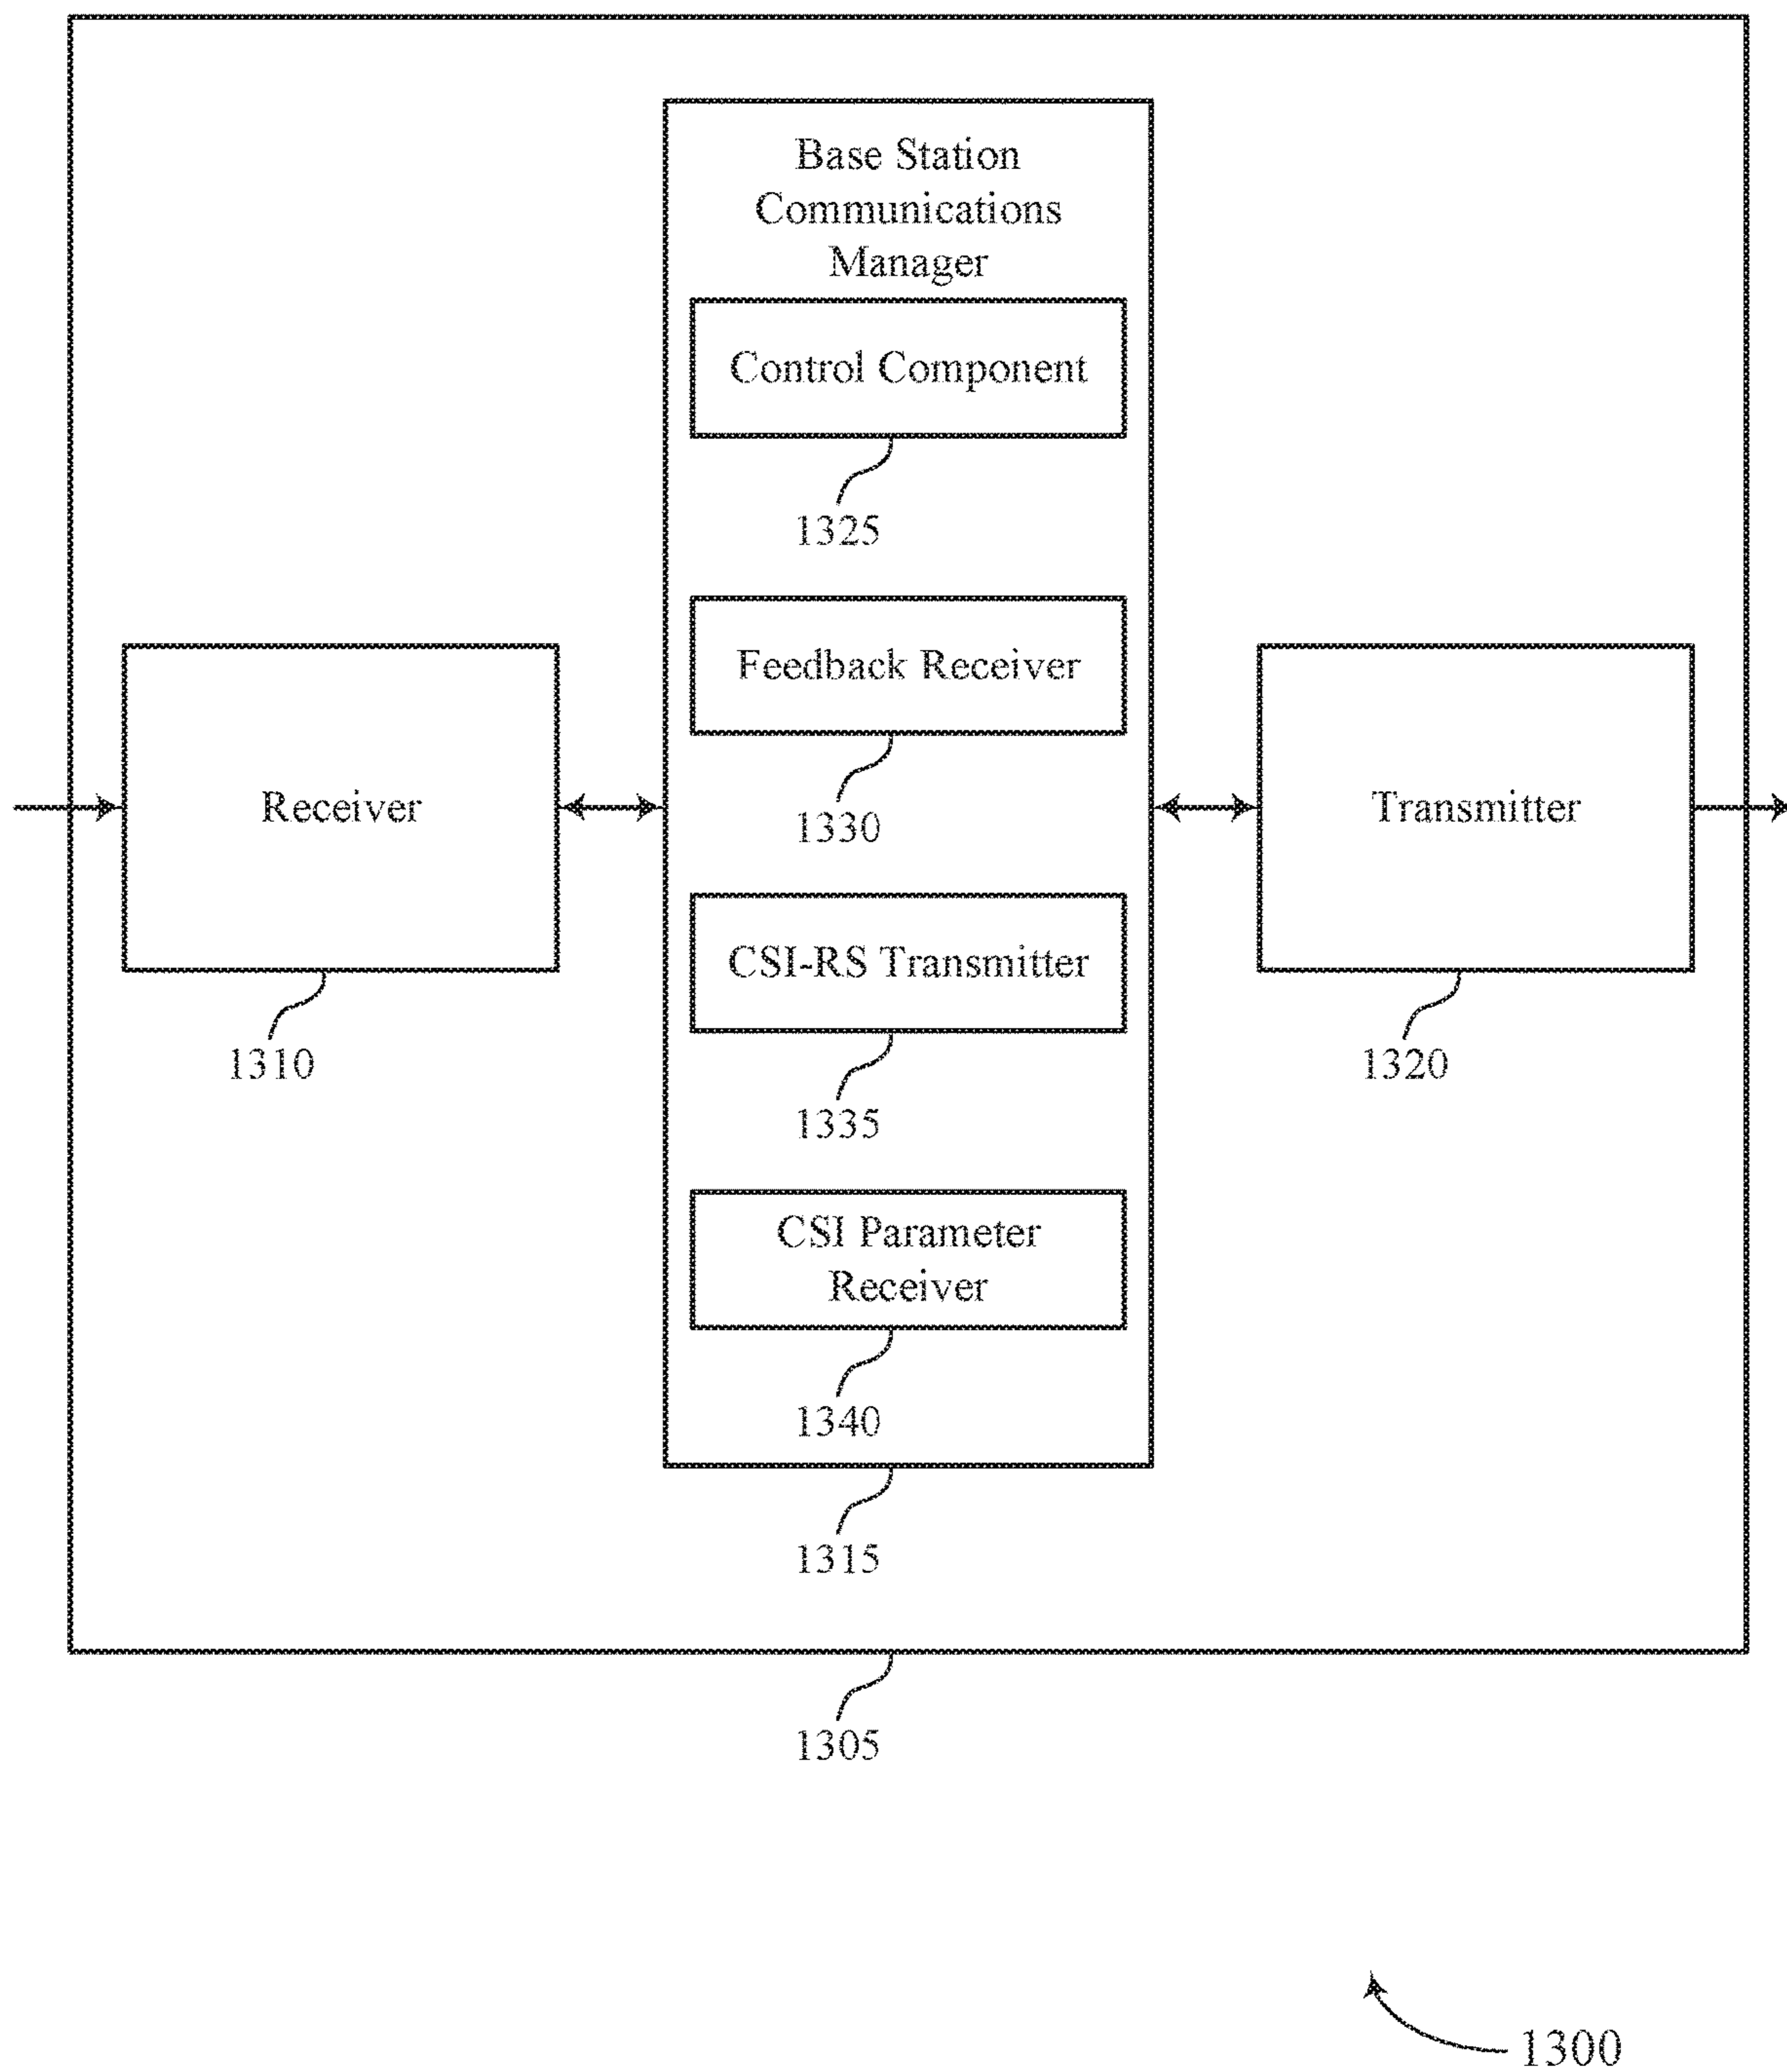 Base Station
Communications
Manager
Control Component
1325
Feedback Receiver
1330
Receiver
1310
CSI-RS Transmitter
1335
Transmitter
1320
CSI Parameter
Receiver
1340
1315
1305
1300